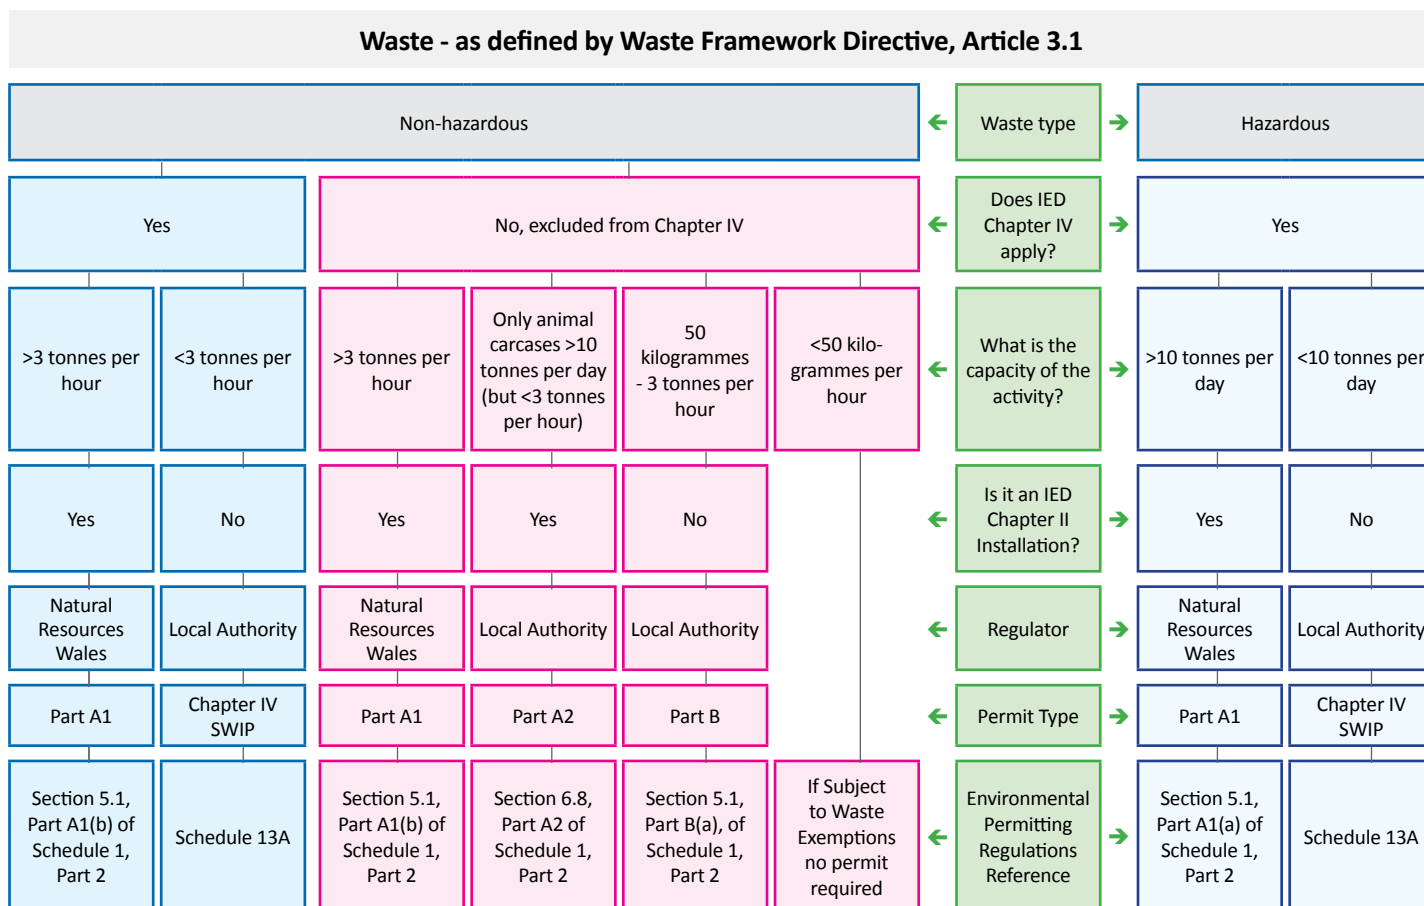 Waste - as defined by Waste Framework Directive, Article 3.1
Non-hazardous
Waste type
Hazardous
Yes
No, excluded from Chapter IV
Does IED
Chapter IV
apply?
Yes
>3 tonnes per
hour
<3 tonnes per
hour
>3 tonnes per
hour
Only animal
carcases >10
tonnes per day
(but <3 tonnes
per hour)
50
kilogrammes
- 3 tonnes per
hour
<50 kilo-
grammes per
hour
What is the
capacity of the
activity?
>10 tonnes per
day
<10 tonnes per
day
Yes
No
Yes
Yes
No
Is it an IED
Chapter II
Installation?
Yes
No
Natural
Resources
Wales
Local Authority
Natural
Resources
Wales
Local Authority
Local Authority
Regulator
Natural
Resources
Wales
Local Authority
Part A1
Chapter IV
SWIP
Part A1
Part A2
Part B
Permit Type
Part A1
Chapter IV
SWIP
Section 5.1,
Part A1(b) of
Schedule 1,
Part 2
Schedule 13A
Section 5.1,
Part A1(b) of
Schedule 1,
Part 2
Section 6.8,
Part A2 of
Schedule 1,
Part 2
Section 5.1,
Part B(a), of
Schedule 1,
Part 2
If Subject
to Waste
Exemptions
no permit
required
Environmental
Permitting
Regulations
Reference
Section 5.1,
Part A1(a) of
Schedule 1,
Part 2
Schedule 13A